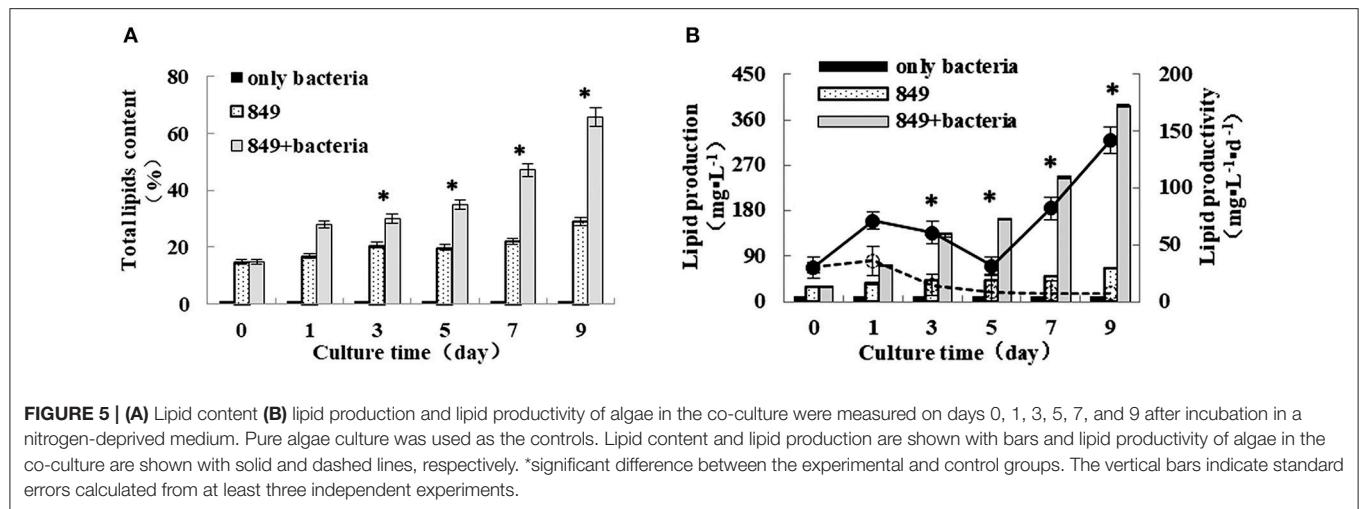 A
Total lipids content
（%）
80
60
40
20
0
only bacteria
849
849+bacteria
*
*
*
*
0 1 3 5 7 9
Culture time（day）
B
Lipid production
（mg▪L⁻¹）
450
360
270
180
90
0
only bacteria
849
849+bacteria
*
*
*
*
200
150
100
50
0
Lipid productivity
（mg▪L⁻¹▪d⁻¹）
0 1 3 5 7 9
Culture time（day）
FIGURE 5 | (A) Lipid content (B) lipid production and lipid productivity of algae in the co-culture were measured on days 0, 1, 3, 5, 7, and 9 after incubation in a
nitrogen-deprived medium. Pure algae culture was used as the controls. Lipid content and lipid production are shown with bars and lipid productivity of algae in the
co-culture are shown with solid and dashed lines, respectively. *significant difference between the experimental and control groups. The vertical bars indicate standard
errors calculated from at least three independent experiments.